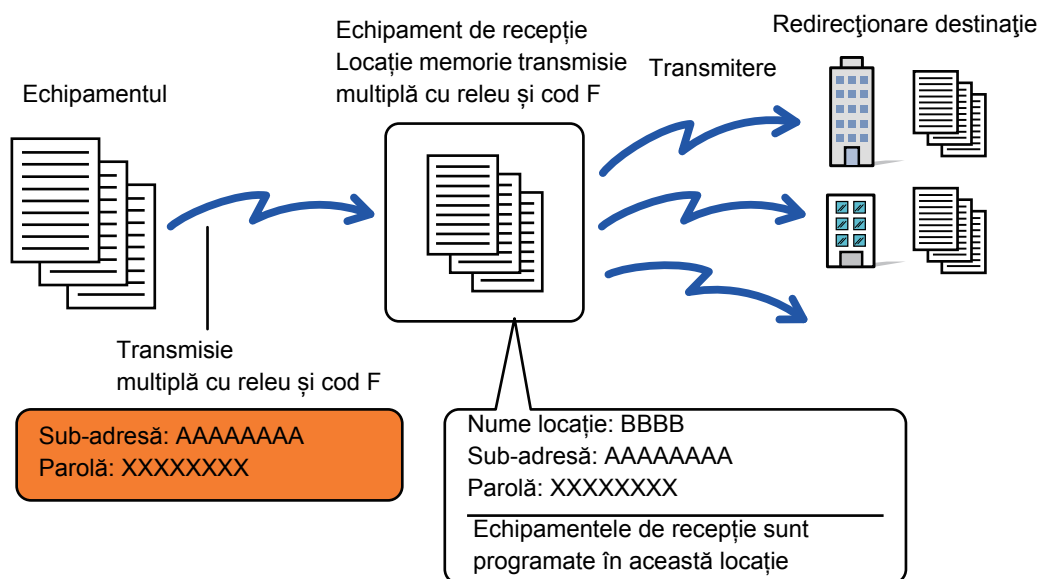 Echipamentul
Echipament de recepție
Locație memorie transmisie
multiplă cu releu și cod F
Transmitere
Redirecţionare destinaţie
Transmisie
multiplă cu releu și cod F
Sub-adresă: AAAAAAAA
Parolă: XXXXXXXX
Nume locație: BBBB
Sub-adresă: AAAAAAAA
Parolă: XXXXXXXX
Echipamentele de recepție sunt
programate în această locație